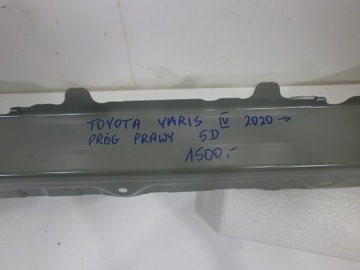 TOYOTA YARIS IV 2020 →
PRÓG PRAWY 5D
1500,-